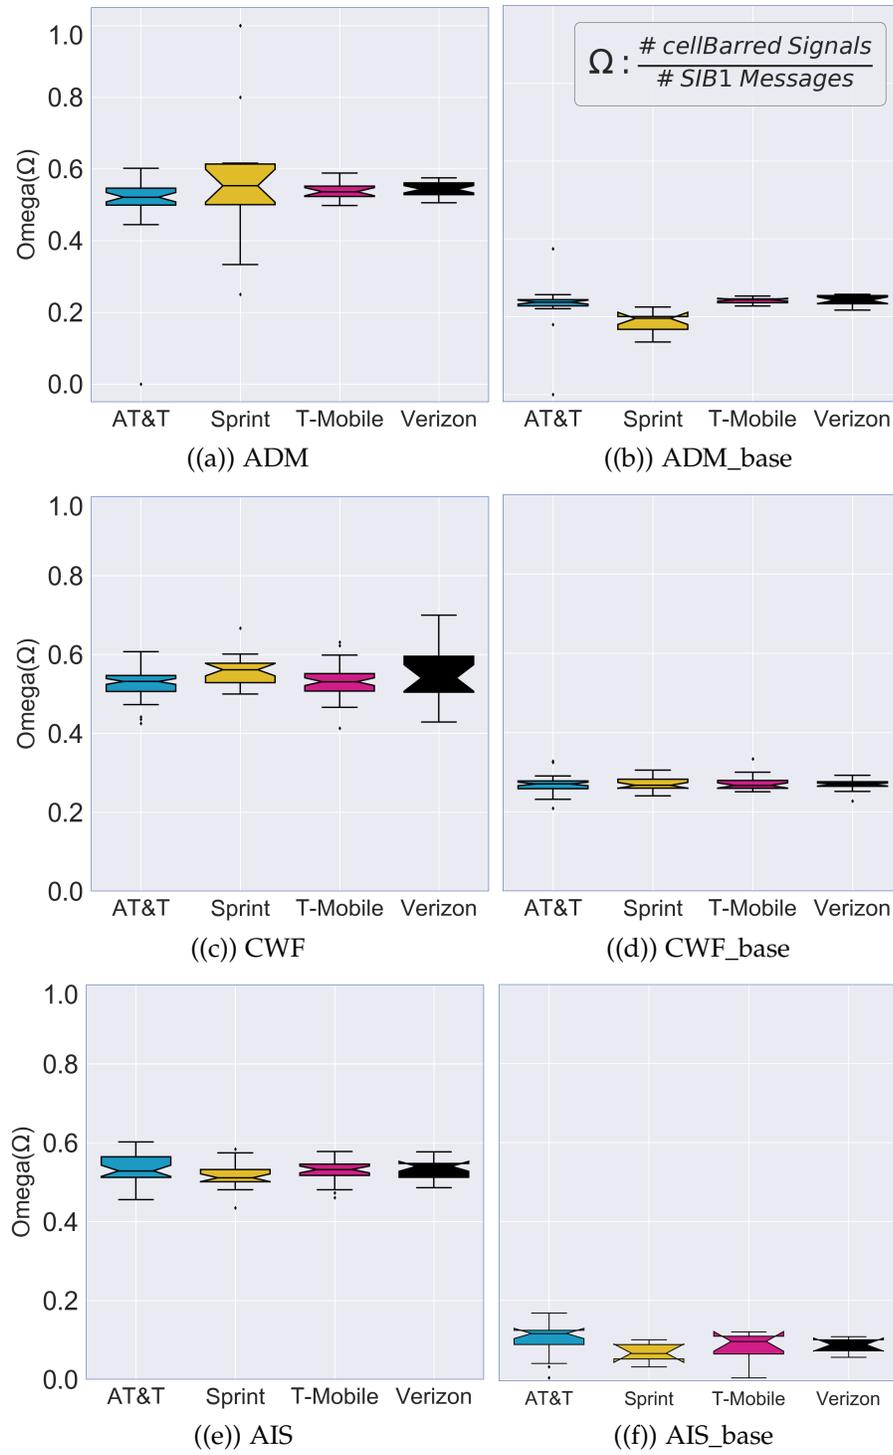 Ω : # cellBarred Signals
# SIB1 Messages
Omega(Ω)
1.0
0.8
0.6
0.4
0.2
0.0
AT&T Sprint T-Mobile Verizon
AT&T Sprint T-Mobile Verizon
((a)) ADM
((b)) ADM_base
Omega(Ω)
1.0
0.8
0.6
0.4
0.2
0.0
AT&T Sprint T-Mobile Verizon
AT&T Sprint T-Mobile Verizon
((c)) CWF
((d)) CWF_base
Omega(Ω)
1.0
0.8
0.6
0.4
0.2
0.0
AT&T Sprint T-Mobile Verizon
AT&T Sprint T-Mobile Verizon
((e)) AIS
((f)) AIS_base